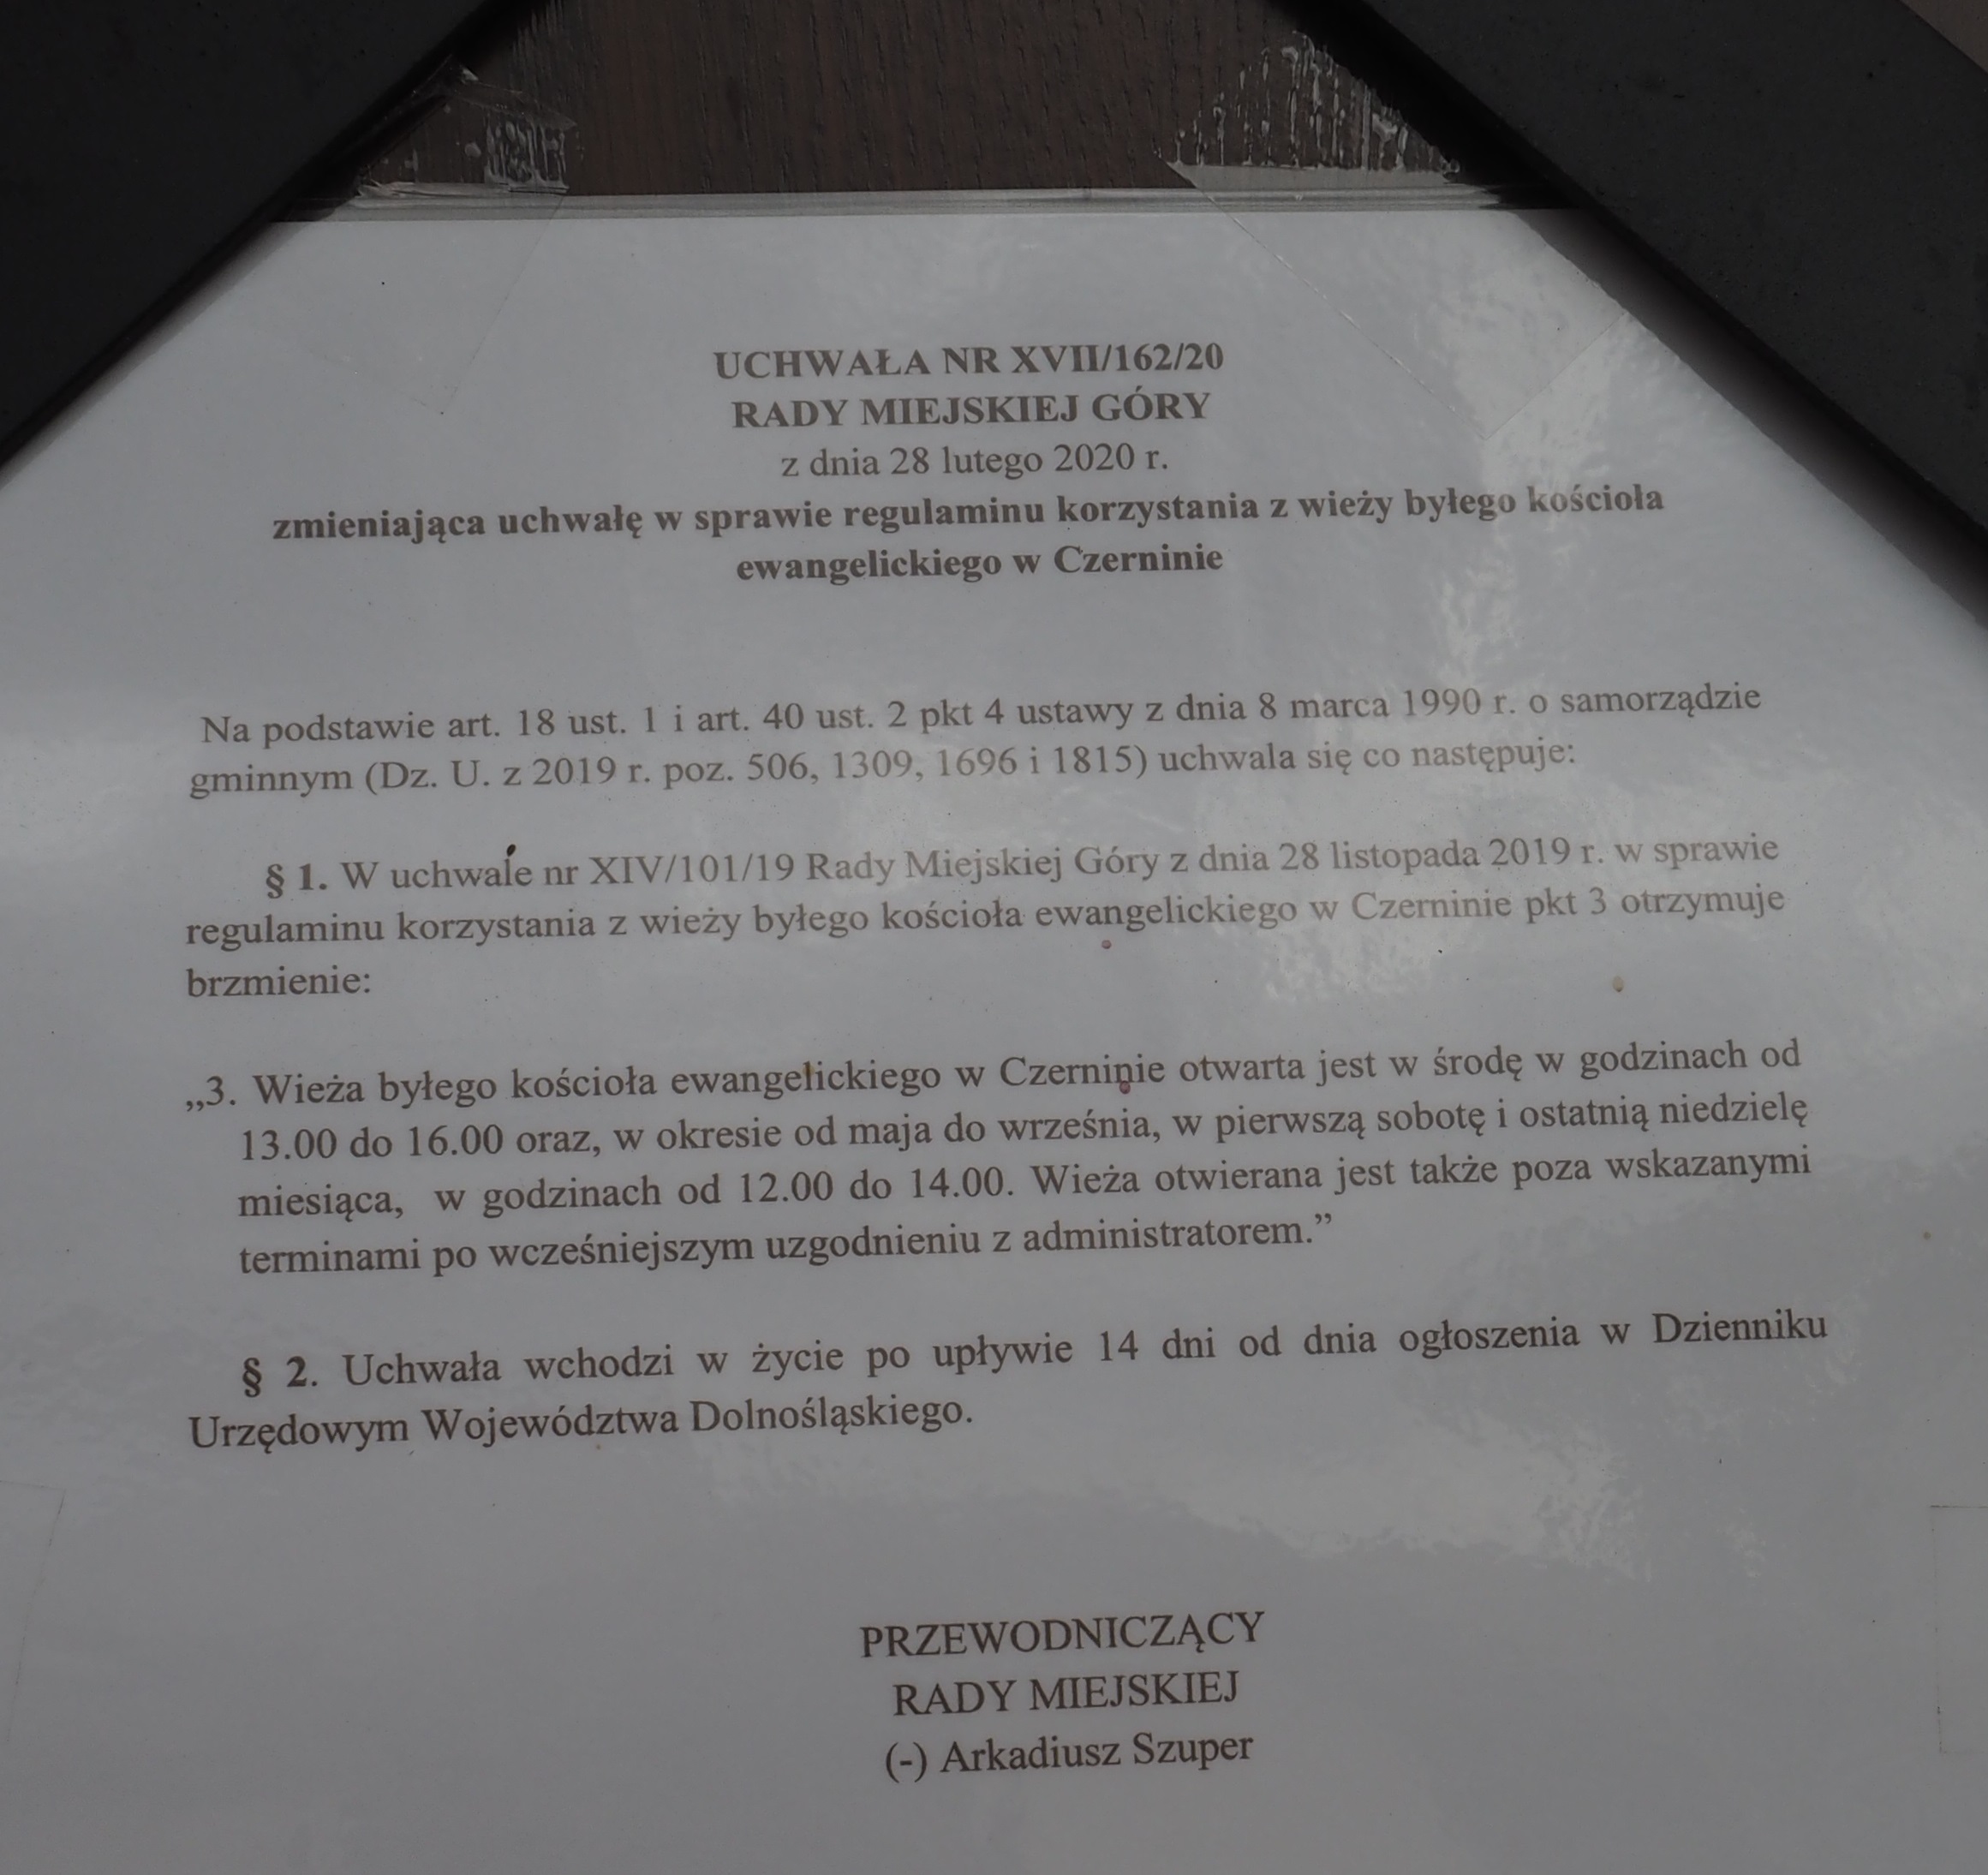 UCHWAŁA NR XVII/162/20
RADY MIEJSKIEJ GÓRY
z dnia 28 lutego 2020 r.
zmieniająca uchwałę w sprawie regulaminu korzystania z wieży byłego kościoła
ewangelickiego w Czerninie
Na podstawie art. 18 ust. 1 i art. 40 ust. 2 pkt 4 ustawy z dnia 8 marca 1990 r. o samorządzie
gminnym (Dz. U. z 2019 r. poz. 506, 1309, 1696 i 1815) uchwala się co następuje:
§ 1. W uchwale nr XIV/101/19 Rady Miejskiej Góry z dnia 28 listopada 2019 r. w sprawie
regulaminu korzystania z wieży byłego kościoła ewangelickiego w Czerninie pkt 3 otrzymuje
brzmienie:
„3. Wieża byłego kościoła ewangelickiego w Czerninie otwarta jest w środę w godzinach od
13.00 do 16.00 oraz, w okresie od maja do września, w pierwszą sobotę i ostatnią niedzielę
miesiąca, w godzinach od 12.00 do 14.00. Wieża otwierana jest także poza wskazanymi
terminami po wcześniejszym uzgodnieniu z administratorem.”
§ 2. Uchwała wchodzi w życie po upływie 14 dni od dnia ogłoszenia w Dzienniku
Urzędowym Województwa Dolnośląskiego.
PRZEWODNICZĄCY
RADY MIEJSKIEJ
(-) Arkadiusz Szuper